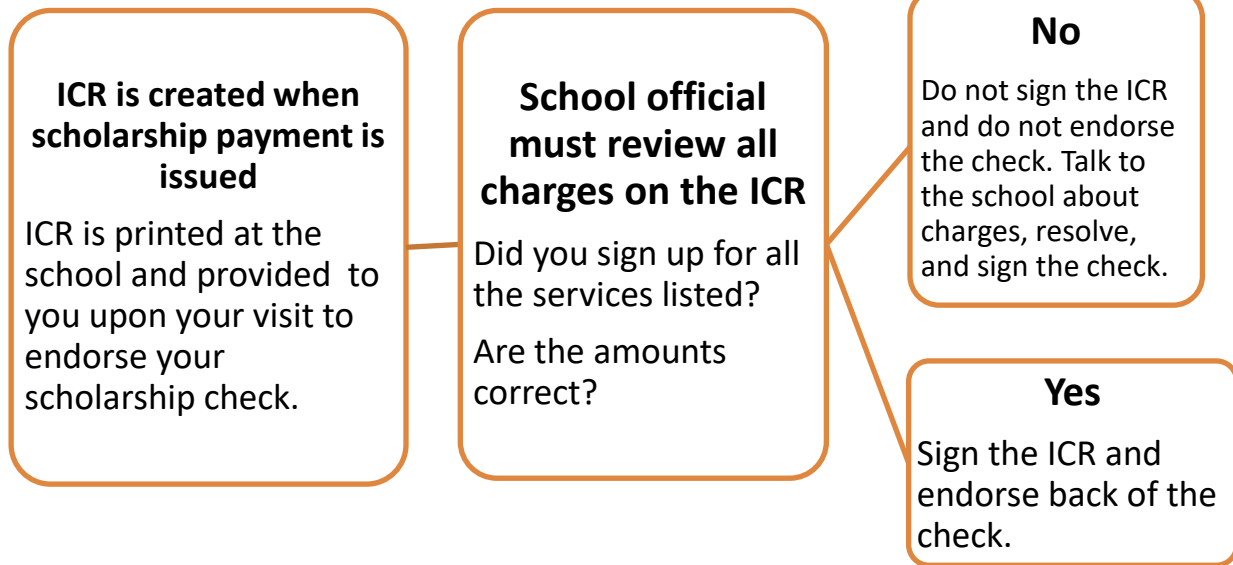 ICR is created when
scholarship payment is
issued
ICR is printed at the
school and provided to
you upon your visit to
endorse your
scholarship check.
School official
must review all
charges on the ICR
Did you sign up for all
the services listed?
Are the amounts
correct?
No
Do not sign the ICR
and do not endorse
the check. Talk to
the school about
charges, resolve,
and sign the check.
Yes
Sign the ICR and
endorse back of the
check.